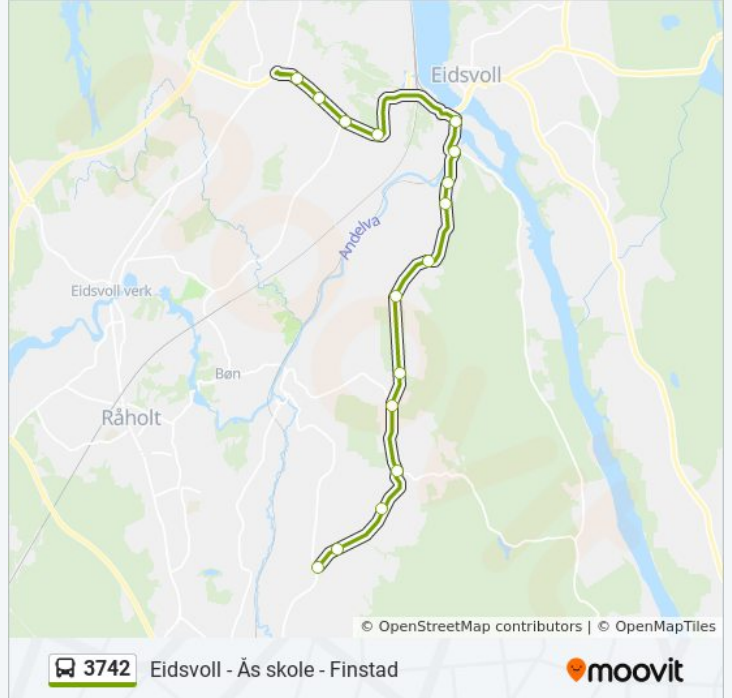 Eidsvoll
Andelva
Eidsvoll verk
Bøn
Råholt
© OpenStreetMap contributors | © OpenMapTiles
3742 Eidsvoll - Ås skole - Finstad
moovit